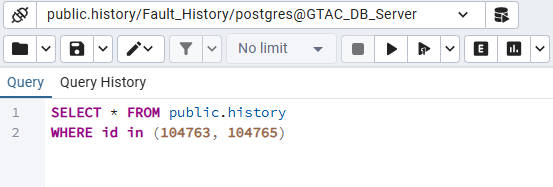 public.history/Fault_History/postgres@GTAC_DB_Server
No limit
E
Query Query History
1 SELECT * FROM public.history
2 WHERE id in (104763, 104765)